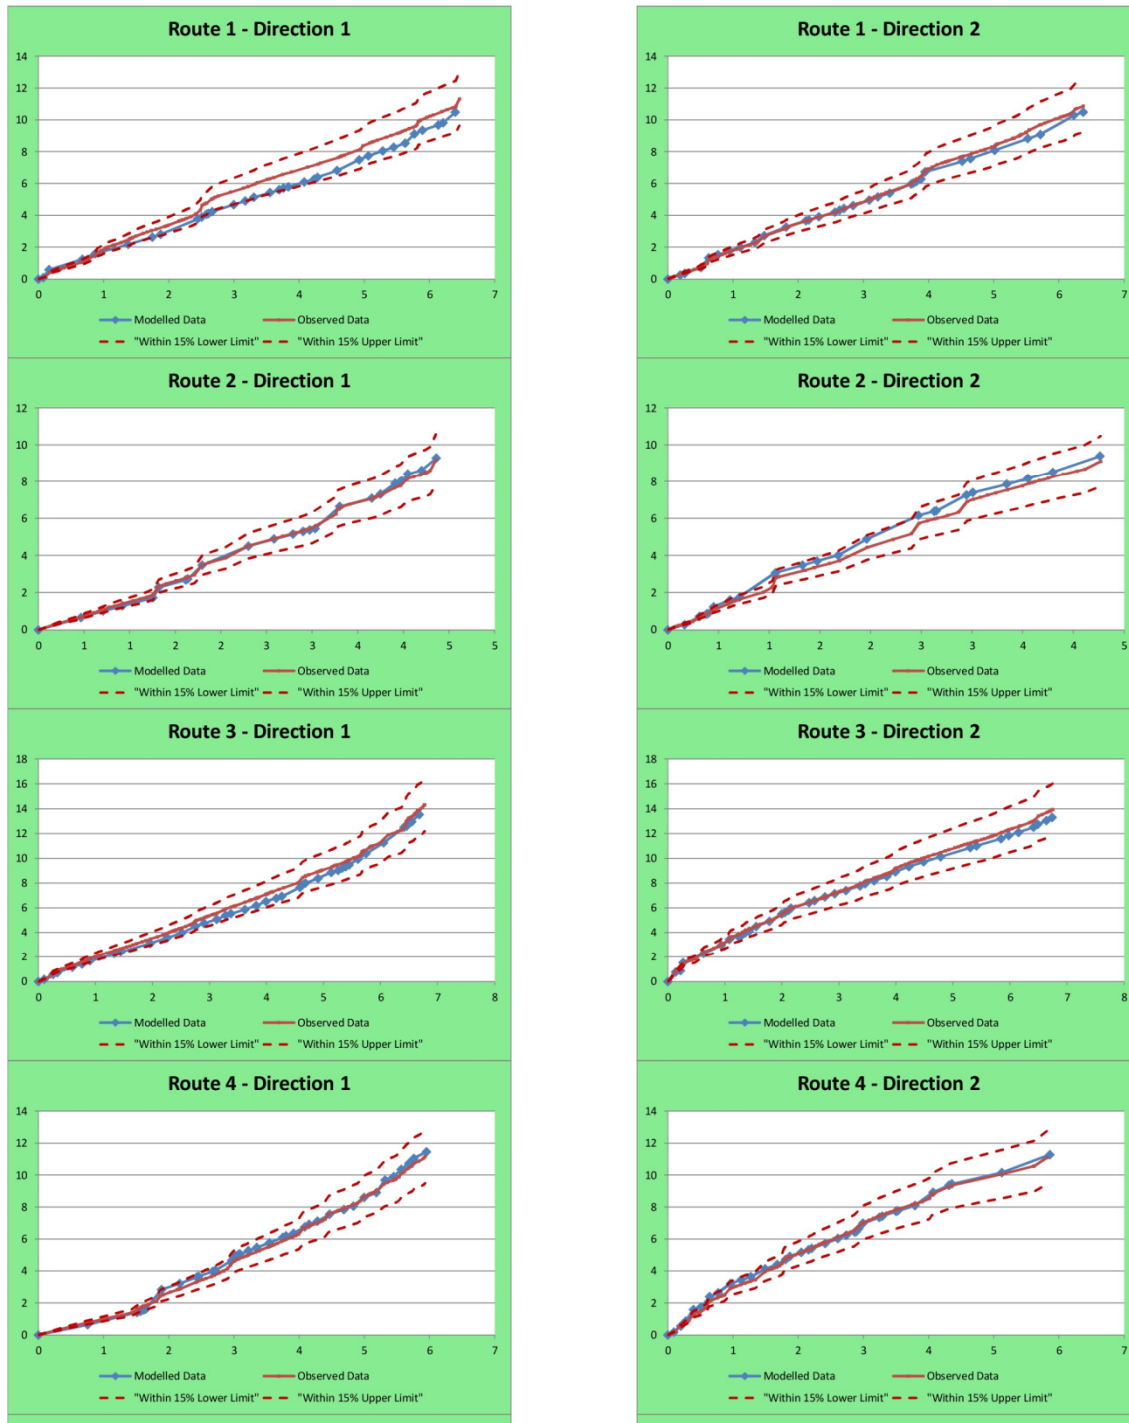 Route 1 - Direction 1
14
12
10
8
6
4
2
0
0 1 2 3 4 5 6 7
Modelled Data Observed Data
"Within 15% Lower Limit" "Within 15% Upper Limit"
Route 1 - Direction 2
14
12
10
8
6
4
2
0
0 1 2 3 4 5 6 7
Modelled Data Observed Data
"Within 15% Lower Limit" "Within 15% Upper Limit"
Route 2 - Direction 1
12
10
8
6
4
2
0
0 1 1 2 2 3 3 4 4 5 5
Modelled Data Observed Data
"Within 15% Lower Limit" "Within 15% Upper Limit"
Route 2 - Direction 2
12
10
8
6
4
2
0
0 1 1 2 2 3 3 4 4 5
Modelled Data Observed Data
"Within 15% Lower Limit" "Within 15% Upper Limit"
Route 3 - Direction 1
18
16
14
12
10
8
6
4
2
0
0 1 2 3 4 5 6 7 8
Modelled Data Observed Data
"Within 15% Lower Limit" "Within 15% Upper Limit"
Route 3 - Direction 2
18
16
14
12
10
8
6
4
2
0
0 1 2 3 4 5 6 7 8
Modelled Data Observed Data
"Within 15% Lower Limit" "Within 15% Upper Limit"
Route 4 - Direction 1
14
12
10
8
6
4
2
0
0 1 2 3 4 5 6 7
Modelled Data Observed Data
"Within 15% Lower Limit" "Within 15% Upper Limit"
Route 4 - Direction 2
14
12
10
8
6
4
2
0
0 1 2 3 4 5 6 7
Modelled Data Observed Data
"Within 15% Lower Limit" "Within 15% Upper Limit"